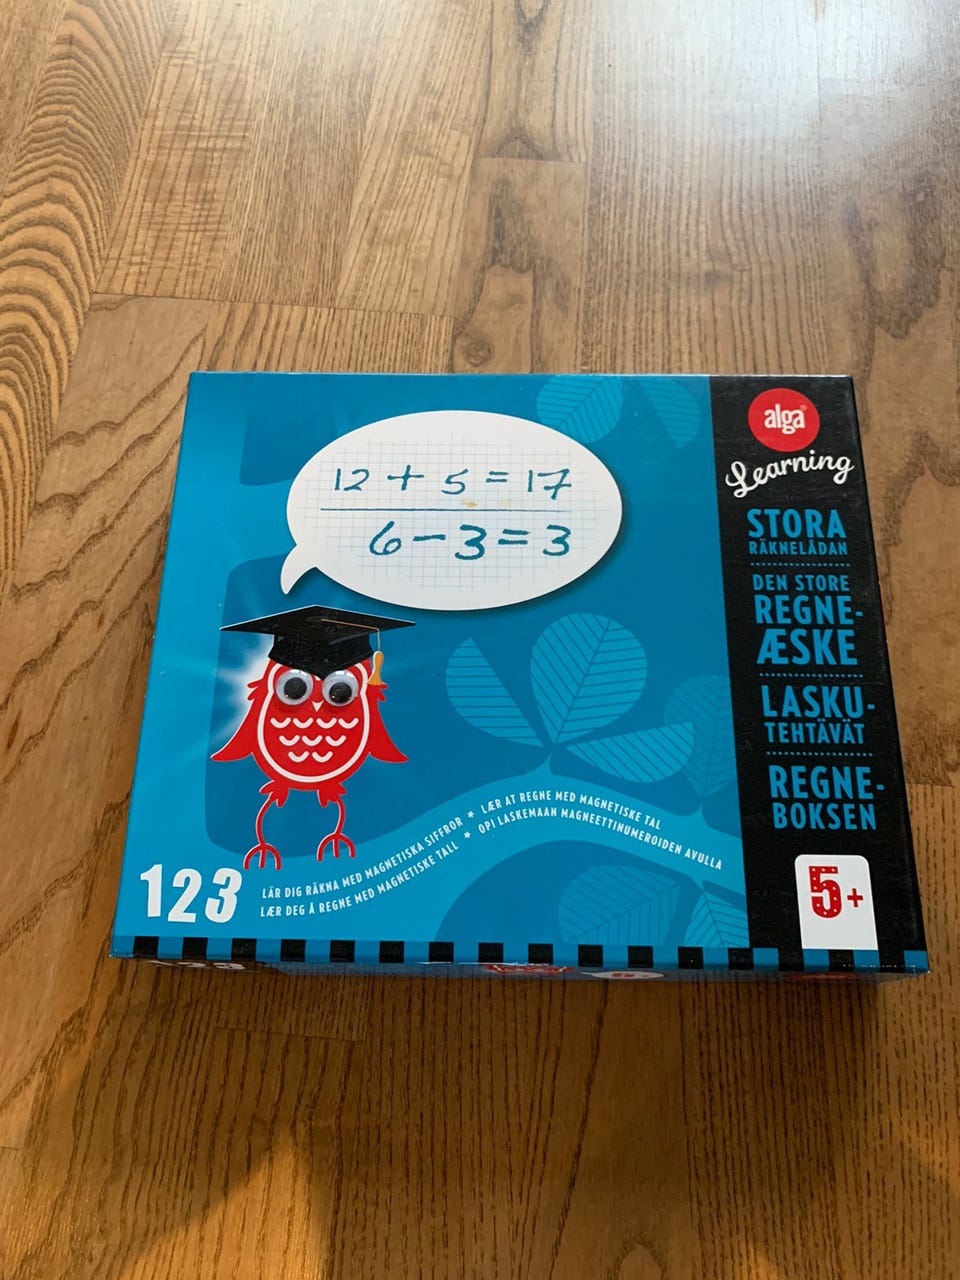 12 + 5 = 17
6 - 3 = 3
alga
Learning
STORA
RÄKNELÅDAN
DEN STORE
REGNE-
ÆSKE
LASKU-
TEHTÄVÄT
REGNE-
BOKSEN
5+
123
LÄR DIG RÄKNA MED MAGNETISKA SIFFROR ★ LÆR AT REGNE MED MAGNETISKE TAL
LÆR DEG Å REGNE MED MAGNETISKE TALL ★ OPI LASKEMAAN MAGNEETTINUMEROIDEN AVULLA
123
5+